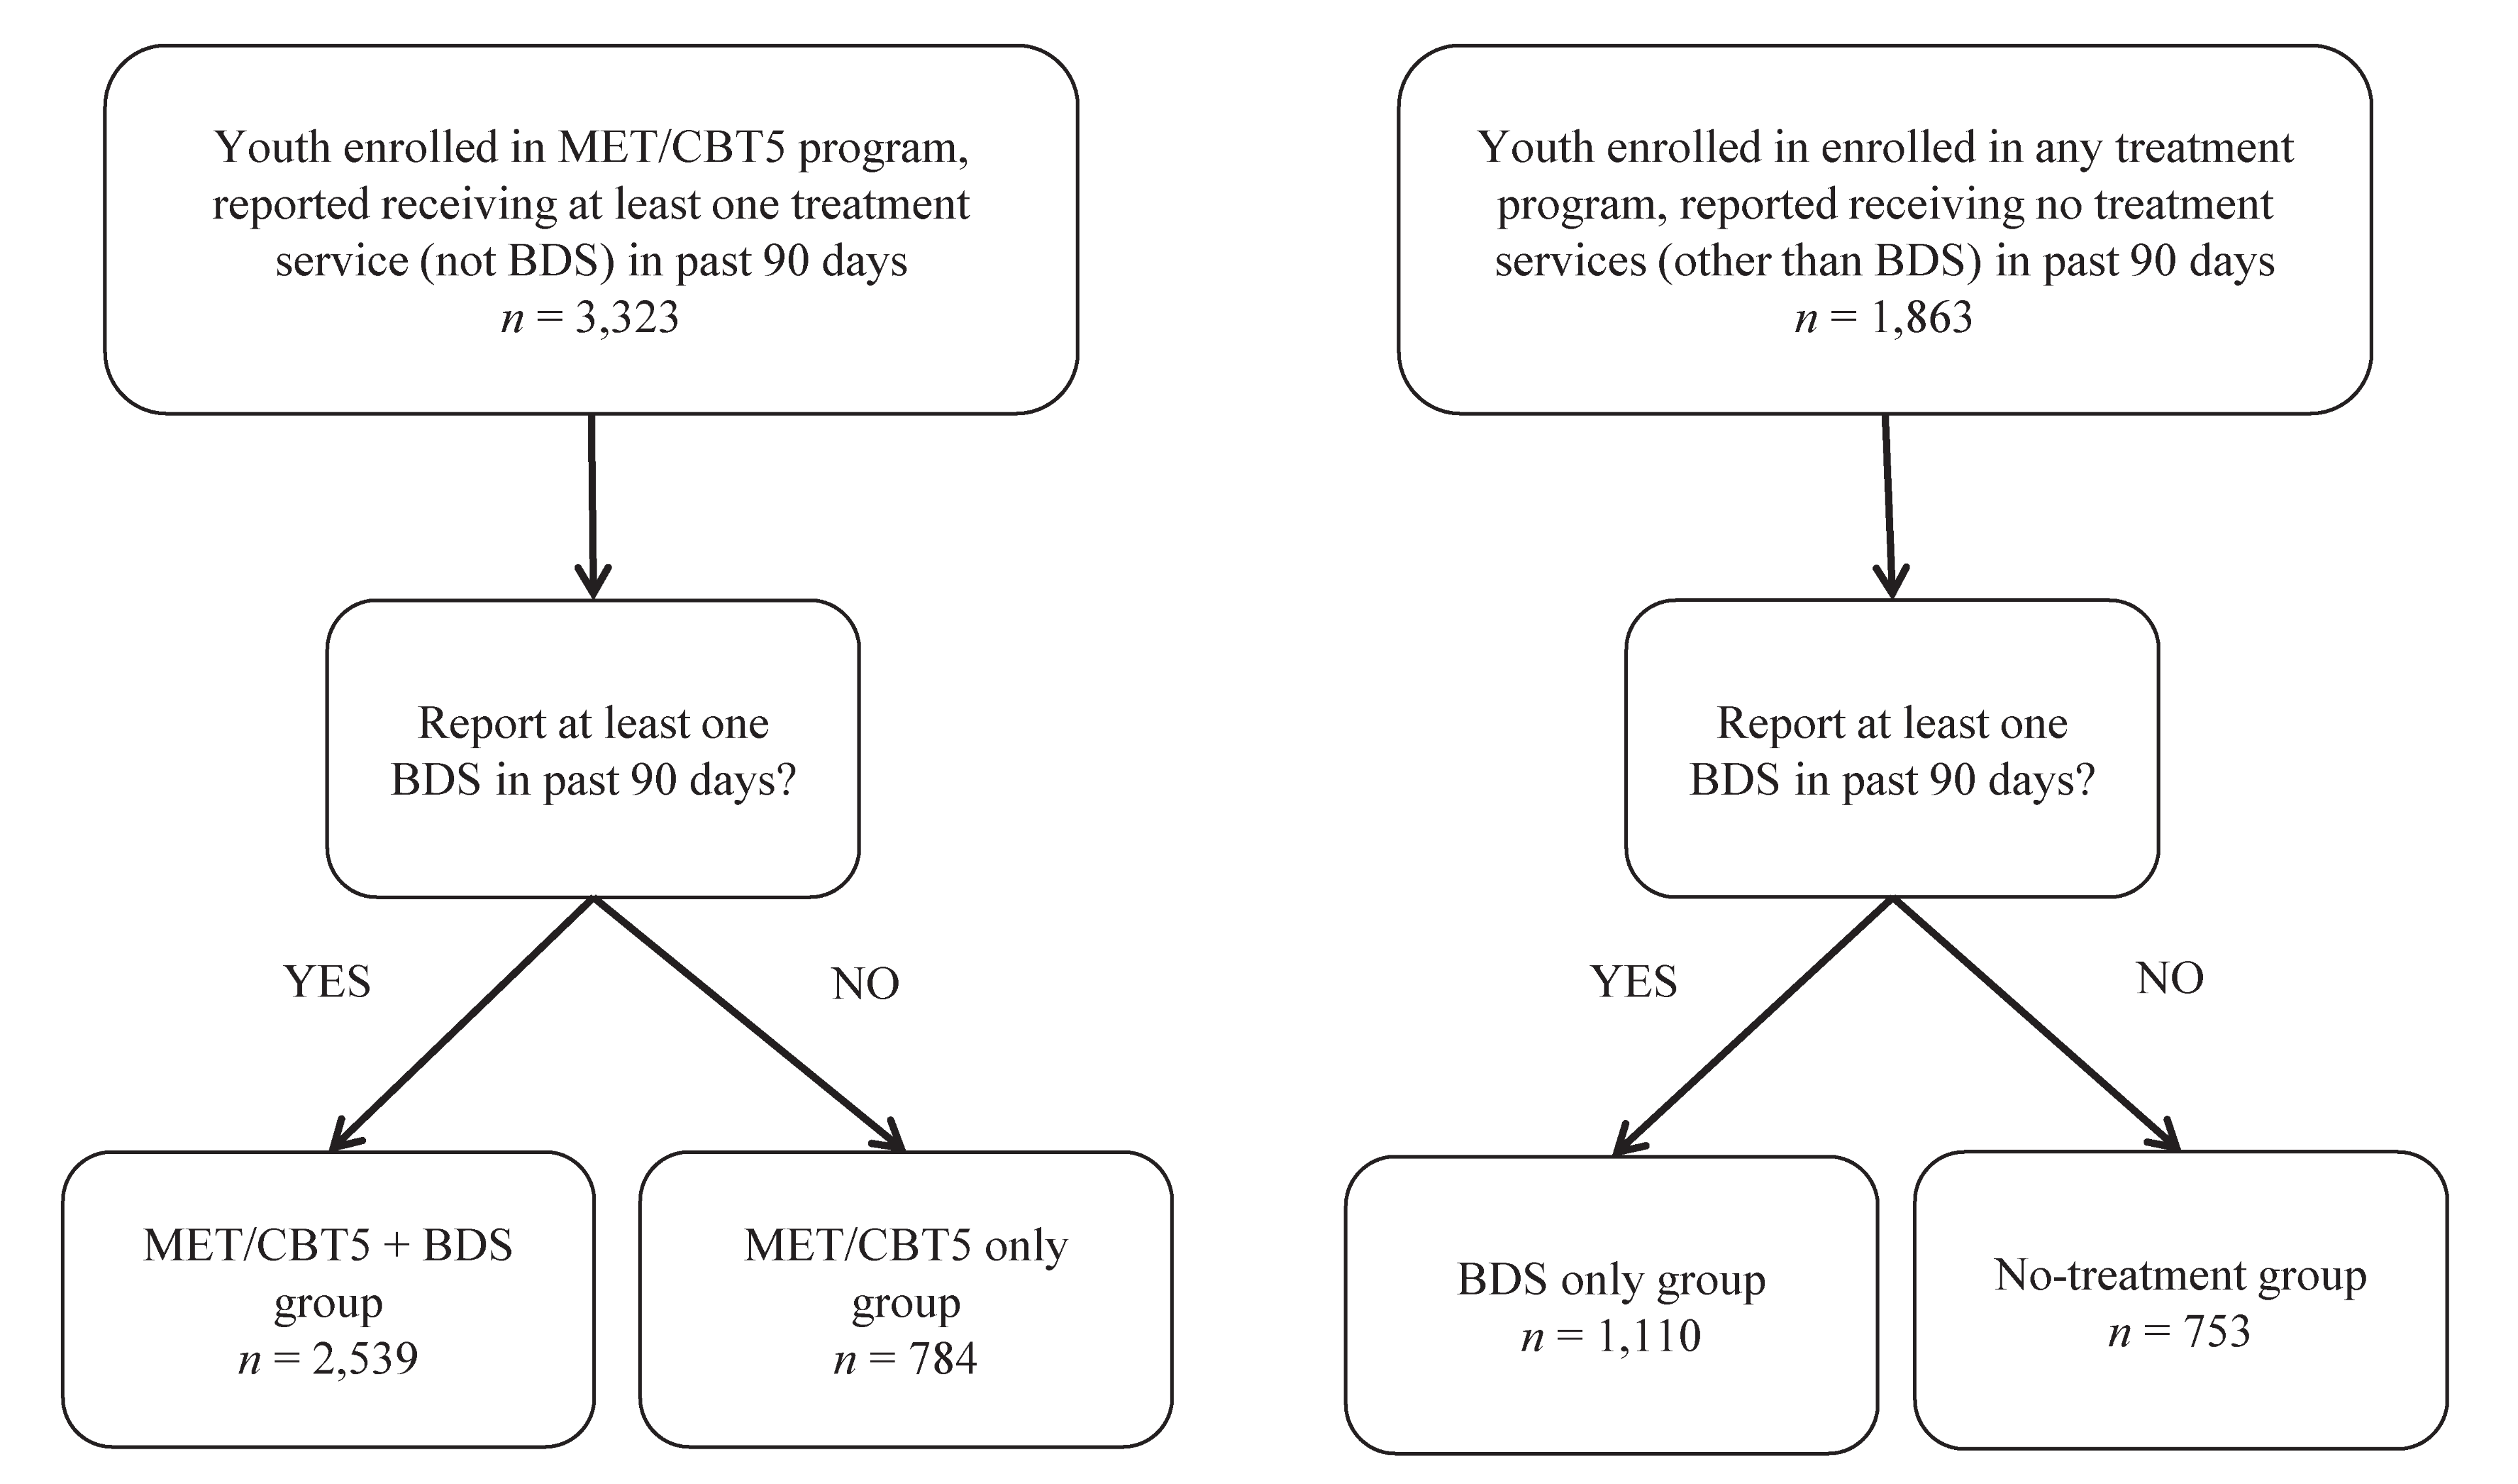 Youth enrolled in MET/CBT5 program,
reported receiving at least one treatment
service (not BDS) in past 90 days
n = 3,323
Youth enrolled in enrolled in any treatment
program, reported receiving no treatment
services (other than BDS) in past 90 days
n = 1,863
Report at least one
BDS in past 90 days?
Report at least one
BDS in past 90 days?
YES
NO
YES
NO
MET/CBT5 + BDS
group
n = 2,539
MET/CBT5 only
group
n = 784
BDS only group
n = 1,110
No-treatment group
n = 753